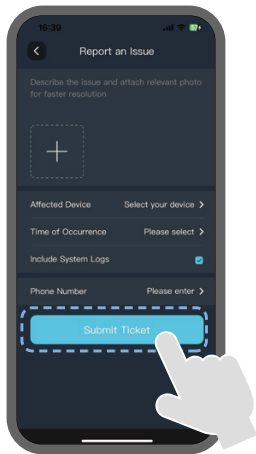 16:39
Report an Issue
Describe the issue and attach relevant photo
for faster resolution
Affected Device Select your device
Time of Occurrence Please select
Include System Logs
Phone Number Please enter
Submit Ticket